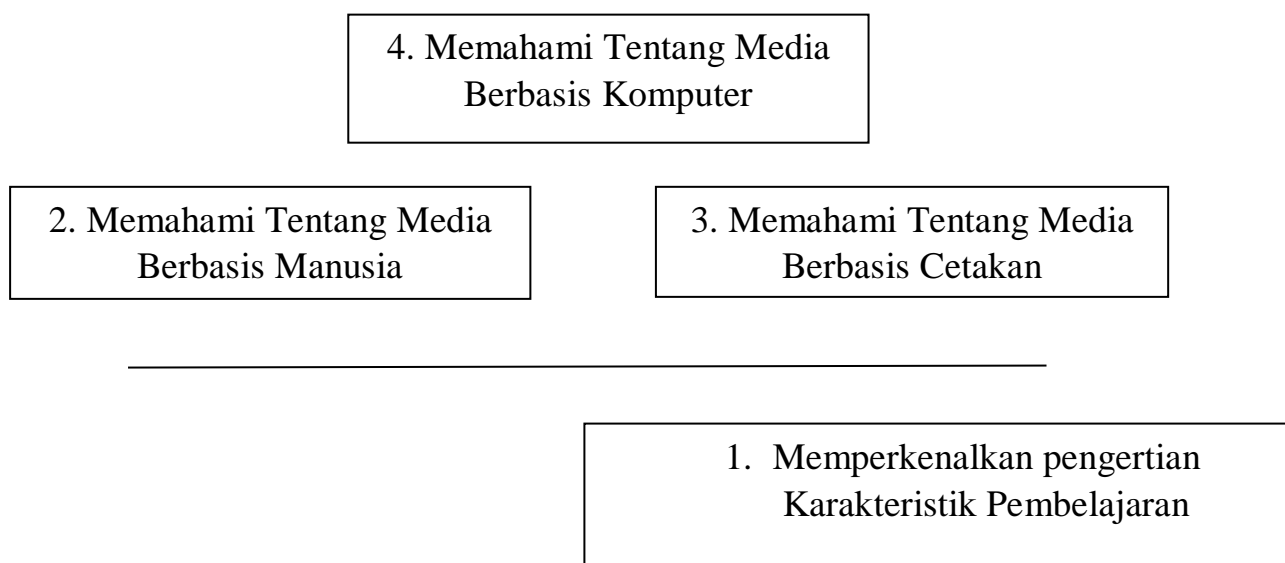 4. Memahami Tentang Media
Berbasis Komputer
2. Memahami Tentang Media
Berbasis Manusia
3. Memahami Tentang Media
Berbasis Cetakan
1. Memperkenalkan pengertian
Karakteristik Pembelajaran